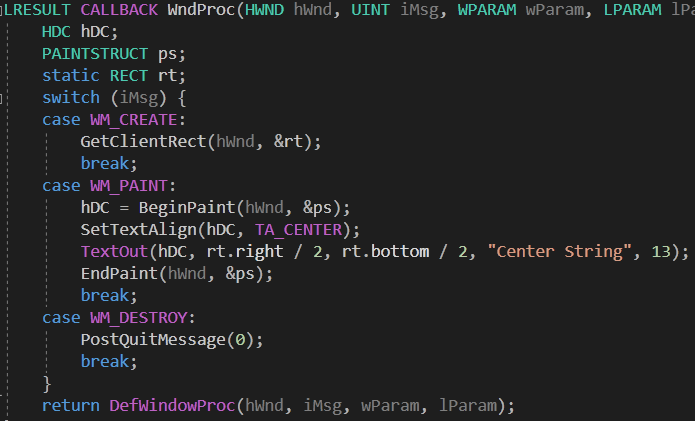 LRESULT CALLBACK WndProc(HWND hWnd, UINT iMsg, WPARAM wParam, LPARAM lPa
HDC hDC;
PAINTSTRUCT ps;
static RECT rt;
switch (iMsg) {
case WM_CREATE:
GetClientRect(hWnd, &rt);
break;
case WM_PAINT:
hDC = BeginPaint(hWnd, &ps);
SetTextAlign(hDC, TA_CENTER);
TextOut(hDC, rt.right / 2, rt.bottom / 2, "Center String", 13);
EndPaint(hWnd, &ps);
break;
case WM_DESTROY:
PostQuitMessage(0);
break;
}
return DefWindowProc(hWnd, iMsg, wParam, lParam);